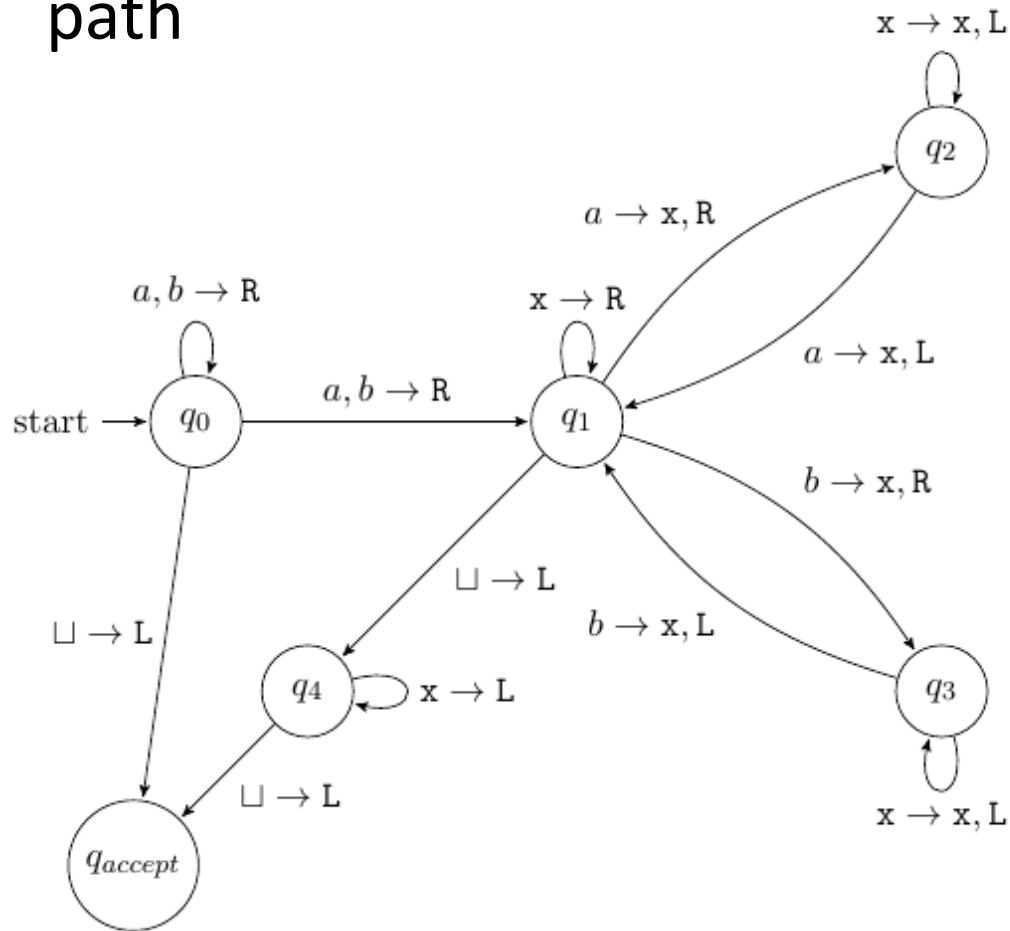 path
x → x, L
q2
a → x, R
a, b → R
x → R
a → x, L
a, b → R
start
q0
q1
b → x, R
⊔ → L
b → x, L
⊔ → L
q4
x → L
q3
⊔ → L
x → x, L
qaccept